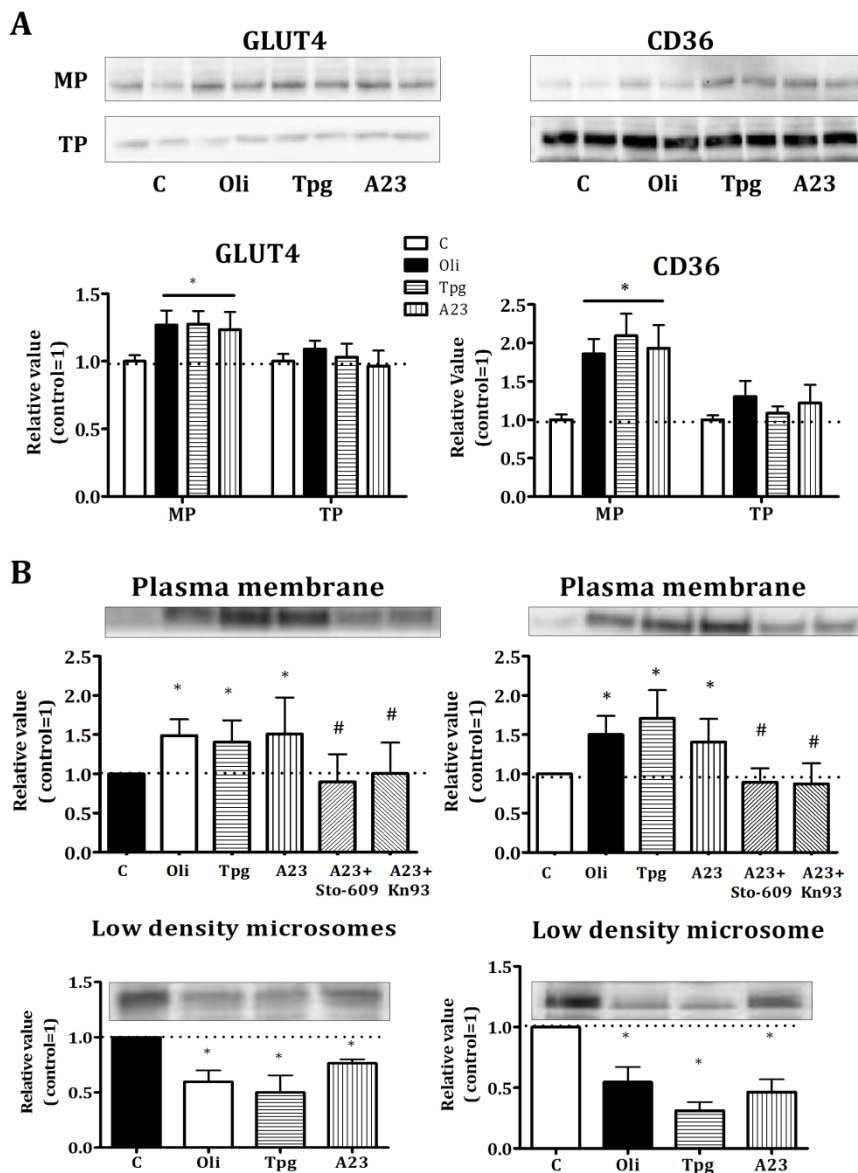 A
GLUT4
CD36
MP
TP
C Oli Tpg A23
C Oli Tpg A23
GLUT4
C
Oli
Tpg
A23
CD36
Relative value
(control=1)
1.5
1.0
0.5
0.0
*
MP TP
Relative Value
(control=1)
2.5
2.0
1.5
1.0
0.5
0.0
*
MP TP
B
Plasma membrane
Relative value
( control=1)
2.5
2.0
1.5
1.0
0.5
0.0
* * * # #
C Oli Tpg A23 A23+ A23+
Sto-609 Kn93
Plasma membrane
Relative value
( control=1)
2.5
2.0
1.5
1.0
0.5
0.0
* * * # #
C Oli Tpg A23 A23+ A23+
Sto-609 Kn93
Low density microsomes
Relative value
( control=1)
1.5
1.0
0.5
0.0
* * *
C Oli Tpg A23
Low density microsome
Relative value
( control=1)
1.5
1.0
0.5
0.0
* * *
C Oli Tpg A23